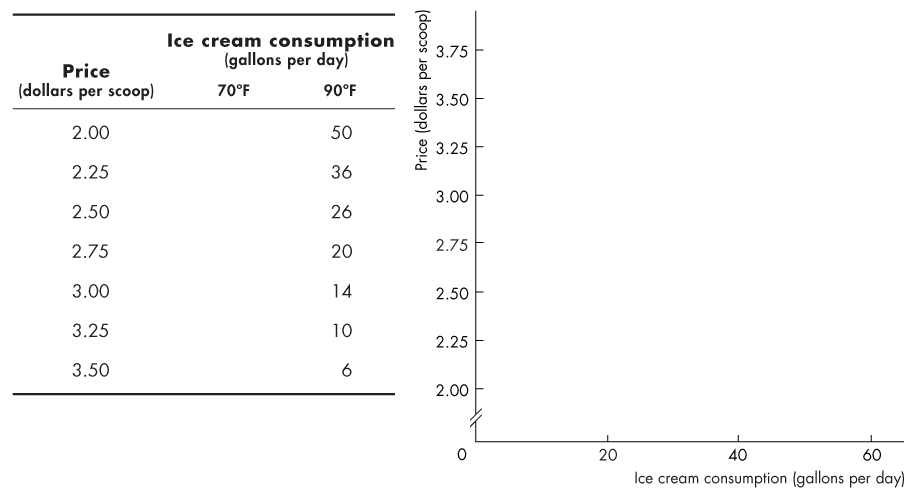 Ice cream consumption
(gallons per day)
Price
(dollars per scoop) 70°F 90°F
2.00 50
2.25 36
2.50 26
2.75 20
3.00 14
3.25 10
3.50 6
Price (dollars per scoop)
3.75
3.50
3.25
3.00
2.75
2.50
2.25
2.00
0 20 40 60
Ice cream consumption (gallons per day)